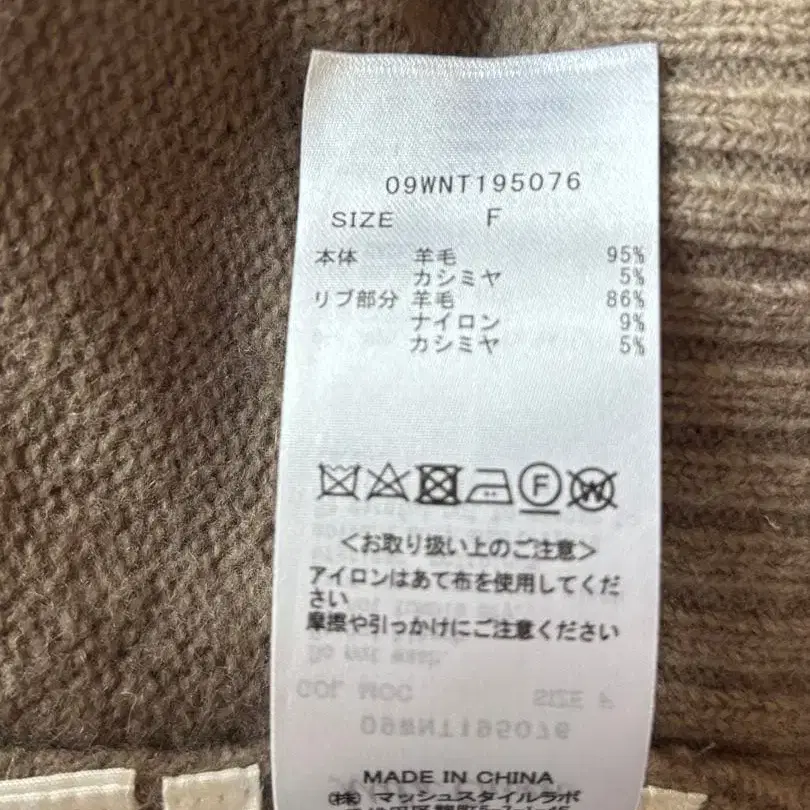 09WNT195076
SIZE F
本体 羊毛 95%
カシミヤ 5%
リブ部分 羊毛 86%
ナイロン 9%
カシミヤ 5%
F W
＜お取り扱い上のご注意＞
アイロンはあて布を使用してくだ
さい
摩擦や引っかけにご注意ください
COL MOC SIZE F
09WNT195076
MADE IN CHINA
(株) マッシュスタイルラボ